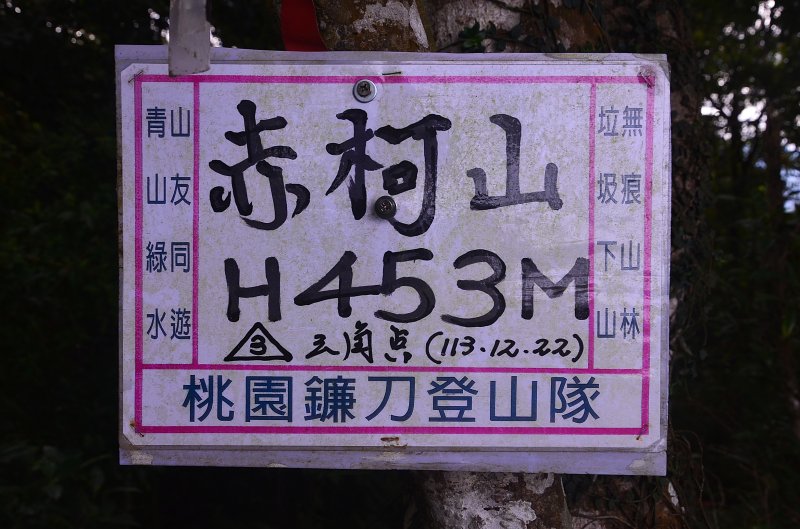 赤柯山
H453M
△3 三角点 (113.12.22)
無痕山林
垃圾下山
山友同遊
青山綠水
桃園鐮刀登山隊